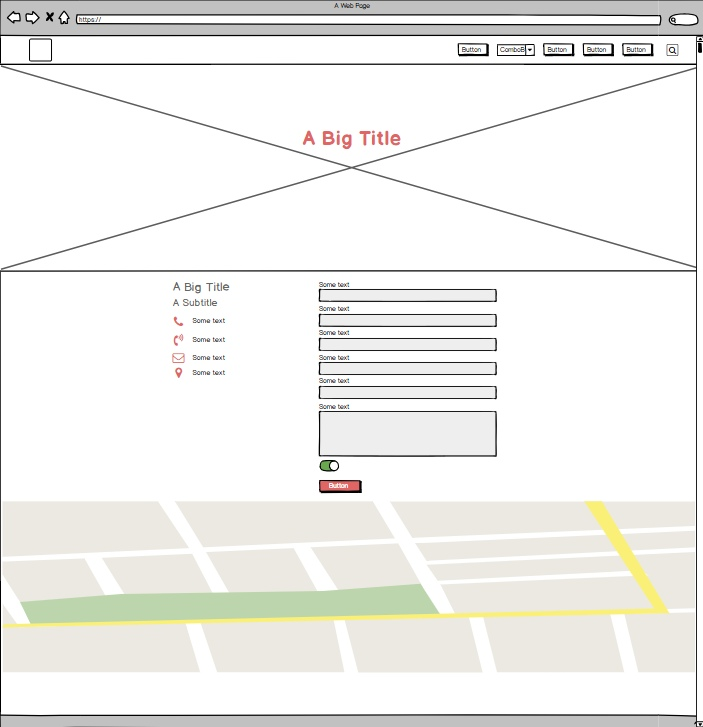 A Web Page
https://
Button
ComboB
Button
Button
Button
A Big Title
A Big Title
A Subtitle
Some text
Some text
Some text
Some text
Some text
Some text
Some text
Some text
Some text
Some text
Button